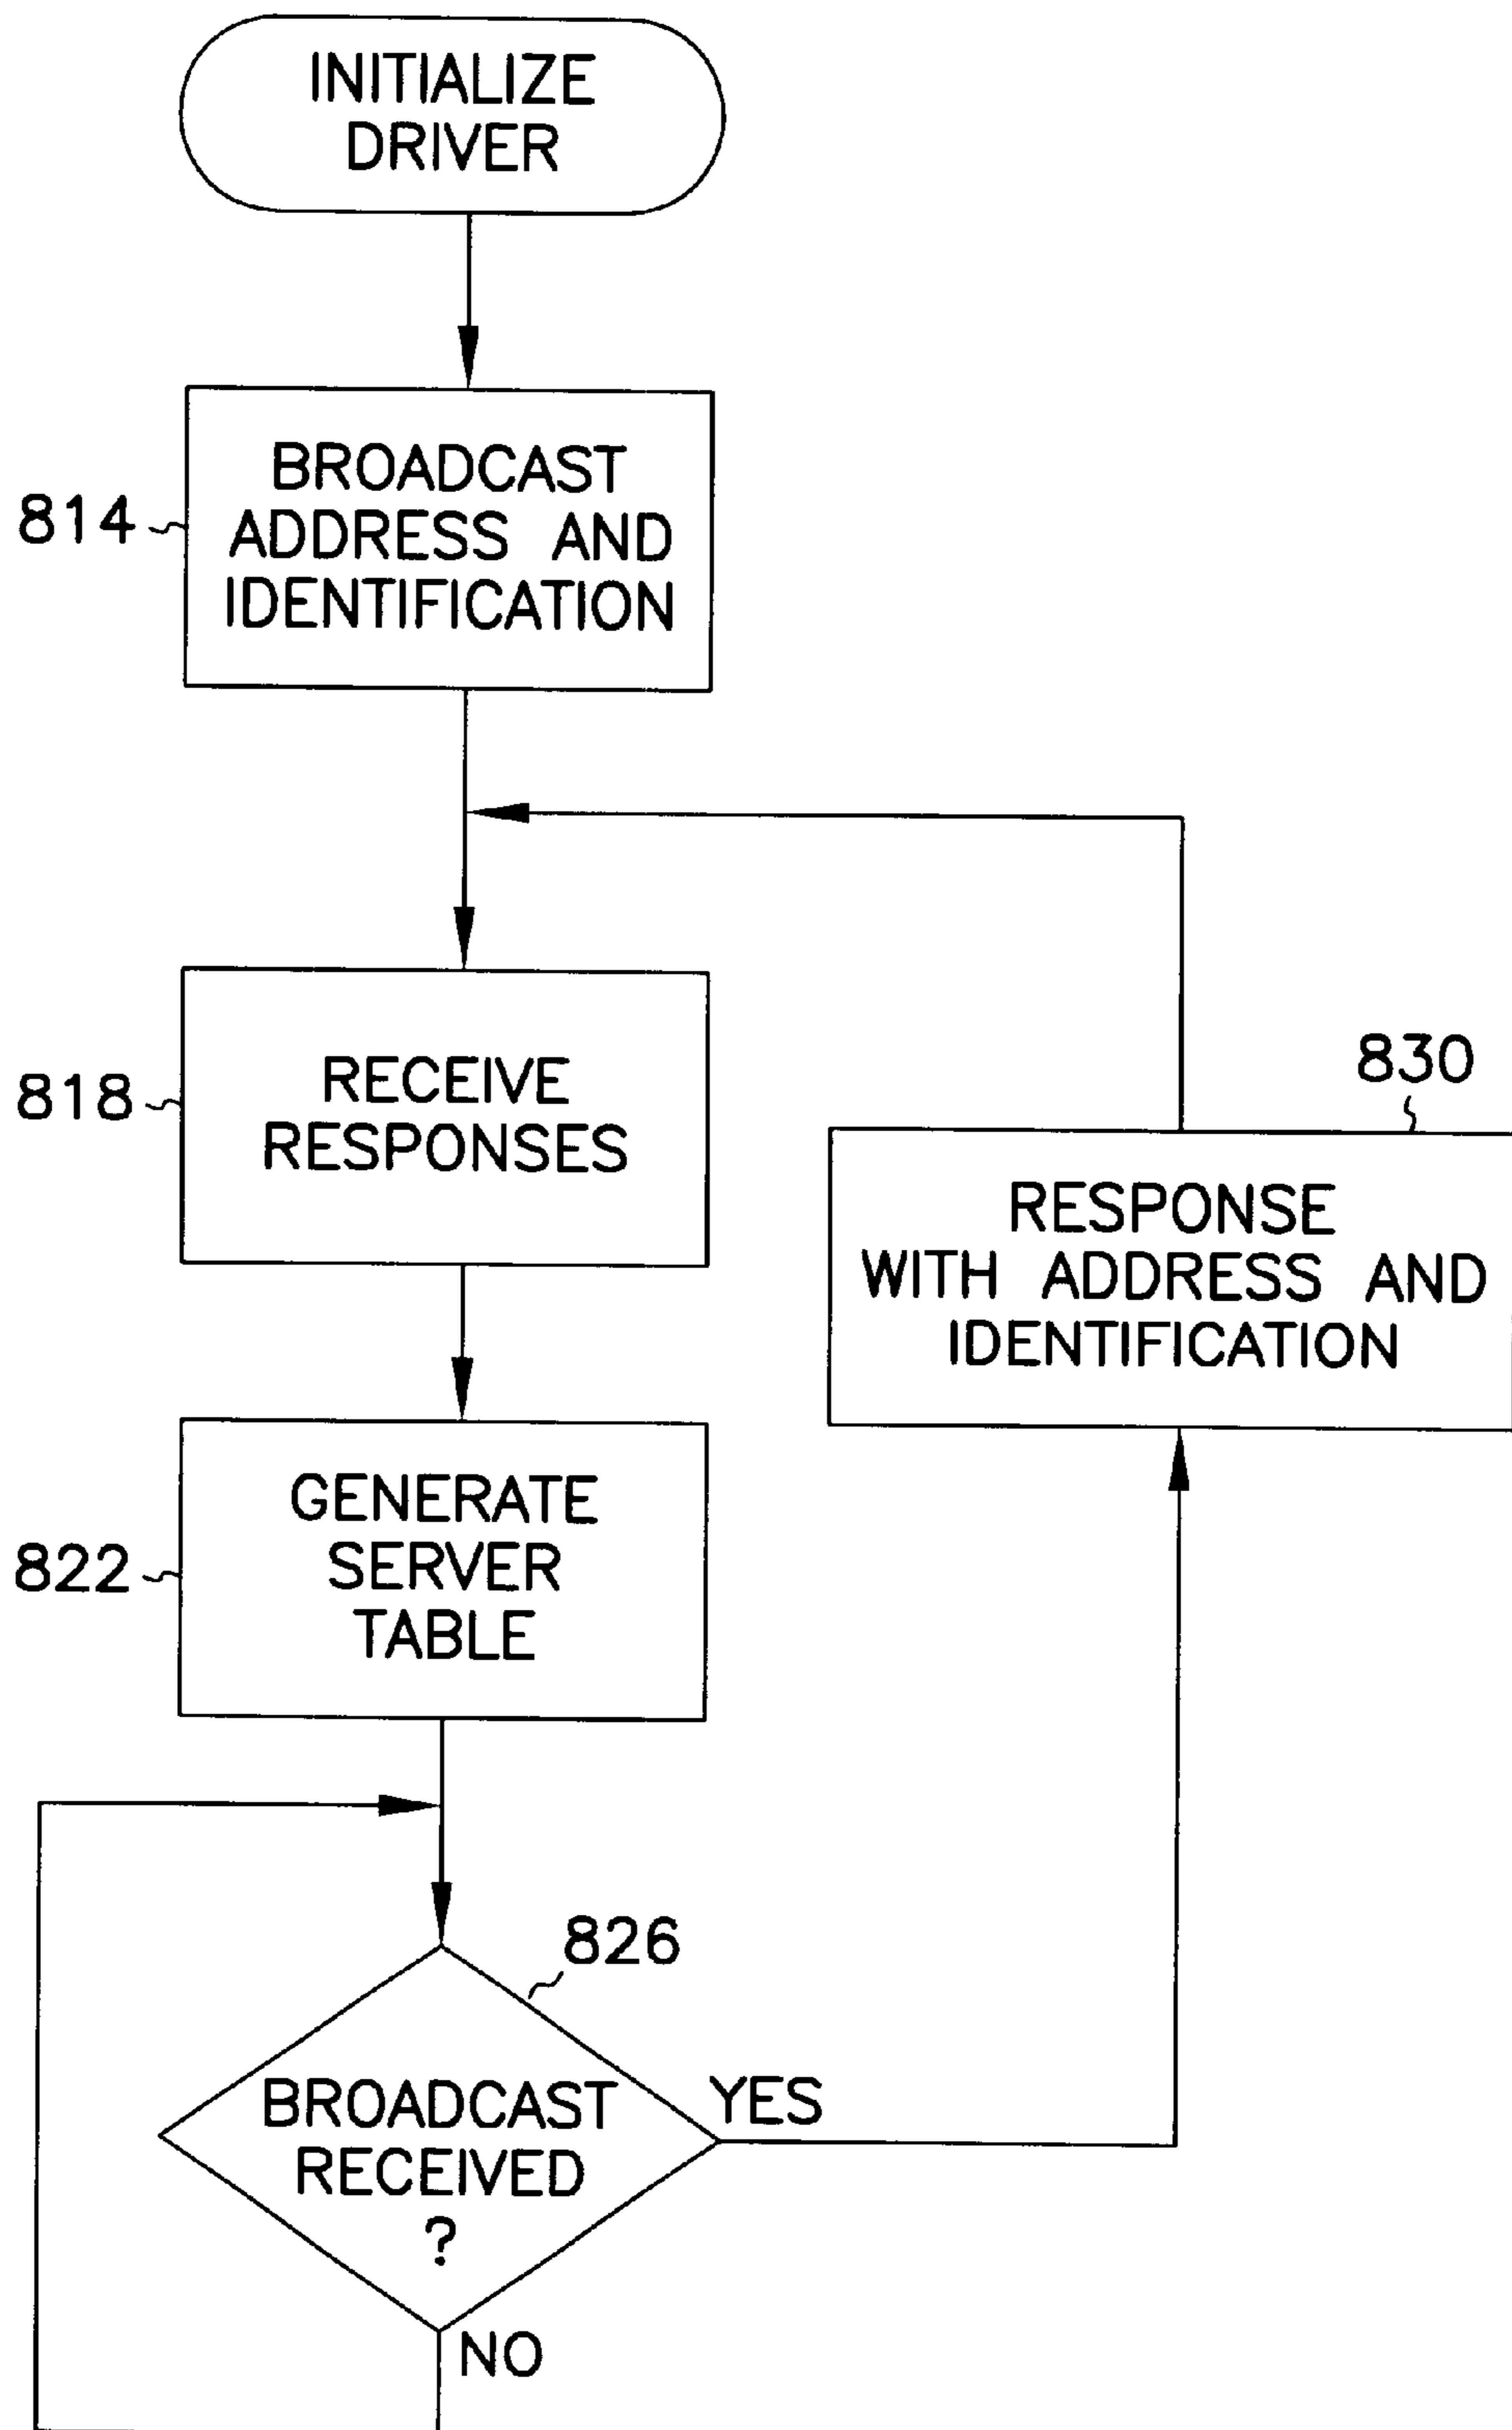 INITIALIZE
DRIVER
814
BROADCAST
ADDRESS AND
IDENTIFICATION
818
RECEIVE
RESPONSES
830
RESPONSE
WITH ADDRESS AND
IDENTIFICATION
822
GENERATE
SERVER
TABLE
826
BROADCAST
RECEIVED
?
YES
NO